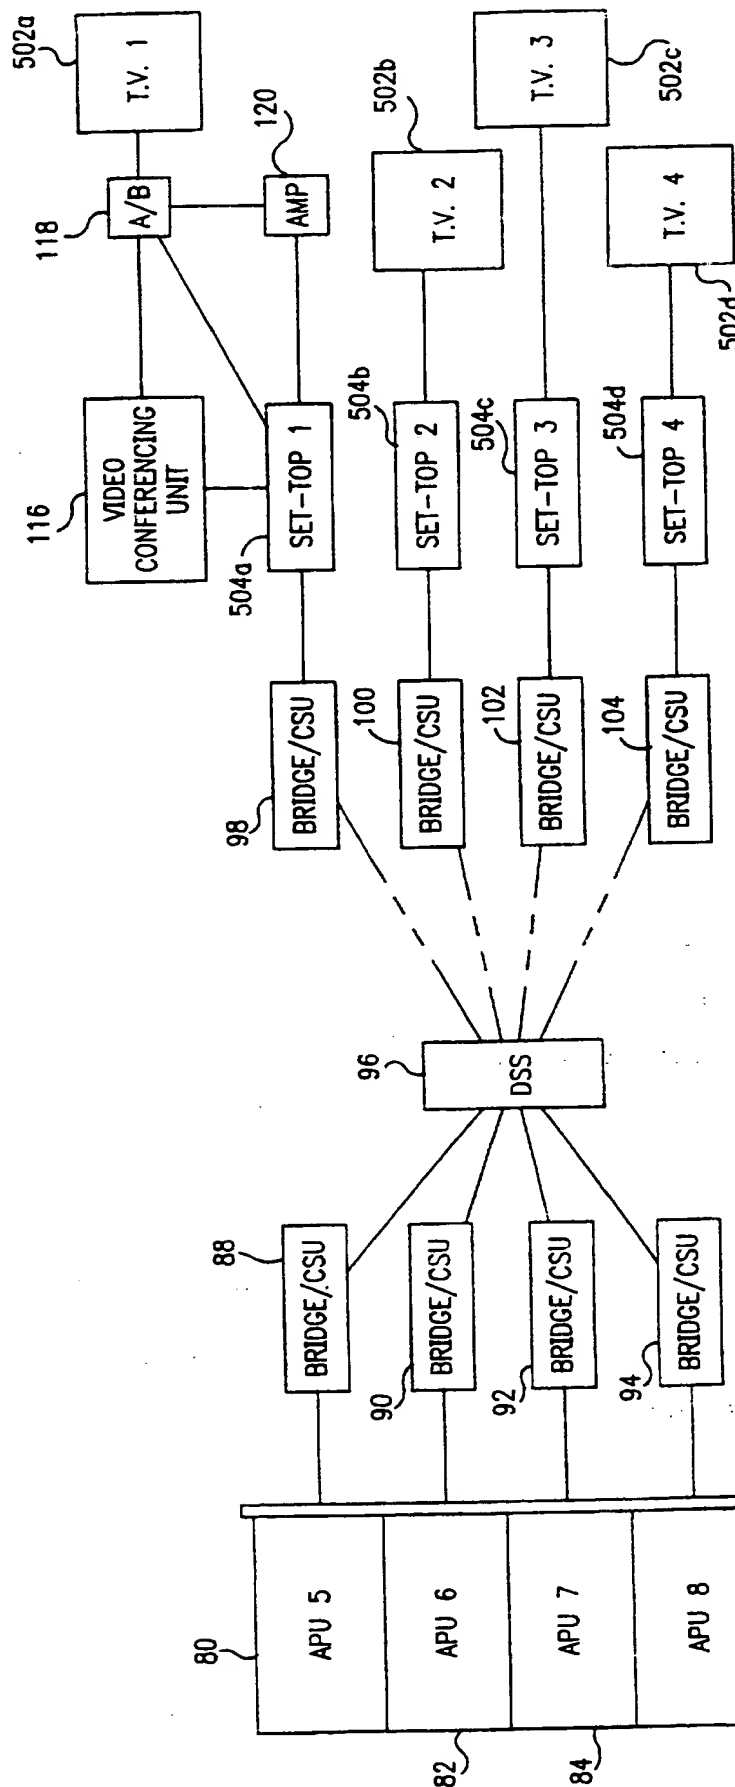 502a
T.V. 1
118
A/B
120
AMP
116
VIDEO
CONFERENCING
UNIT
504a
SET-TOP 1
502b
T.V. 2
504b
SET-TOP 2
T.V. 3
502c
504c
SET-TOP 3
T.V. 4
502d
504d
SET-TOP 4
98
BRIDGE/CSU
100
BRIDGE/CSU
102
BRIDGE/CSU
104
BRIDGE/CSU
96
DSS
88
BRIDGE/CSU
90
BRIDGE/CSU
92
BRIDGE/CSU
94
BRIDGE/CSU
80
APU 5
82
APU 6
84
APU 7
APU 8